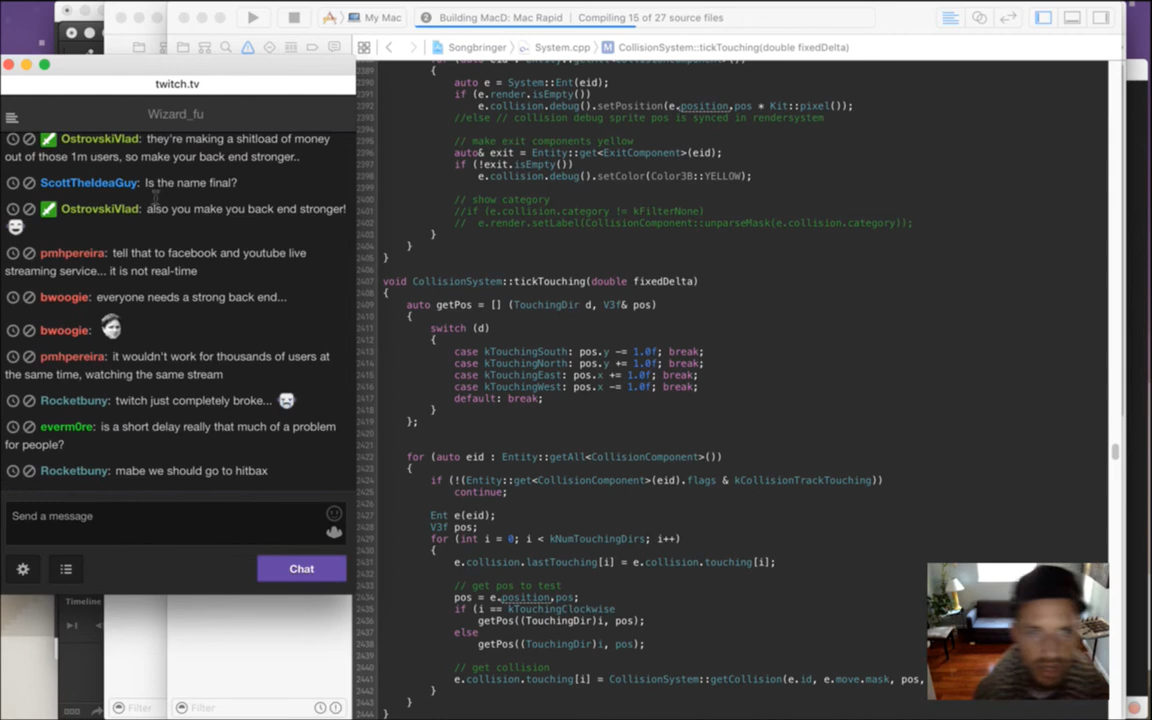 My Mac
Building MacD: Mac Rapid
Compiling 15 of 27 source files
Songbringer
System.cpp
CollisionSystem::tickTouching(double fixedDelta)
twitch.tv
Wizard_fu
OstrovskiVlad: they're making a shitload of money
out of those 1m users, so make your back end stronger..
ScottTheIdeaGuy: Is the name final?
OstrovskiVlad: also you make you back end stronger!
pmhpereira: tell that to facebook and youtube live
streaming service... it is not real-time
bwoogie: everyone needs a strong back end...
bwoogie:
pmhpereira: it wouldn't work for thousands of users at
the same time, watching the same stream
Rocketbuny: twitch just completely broke...
everm0re: is a short delay really that much of a problem
for people?
Rocketbuny: mabe we should go to hitbax
Send a message
Chat
Timeline
Filter
Filter
2390 {
auto e = System::Ent(eid);
if (e.render.isEmpty())
e.collision.debug().setPosition(e.position.pos * Kit::pixel());
//else // collision debug sprite pos is synced in rendersystem
// make exit components yellow
auto& exit = Entity::get<ExitComponent>(eid);
if (!exit.isEmpty())
e.collision.debug().setColor(Color3B::YELLOW);
// show category
//if (e.collision.category != kFilterNone)
// e.render.setLabel(CollisionComponent::unparseMask(e.collision.category));
}
}
}
void CollisionSystem::tickTouching(double fixedDelta)
{
auto getPos = [] (TouchingDir d, V3f& pos)
{
switch (d)
{
case kTouchingSouth: pos.y -= 1.0f; break;
case kTouchingNorth: pos.y += 1.0f; break;
case kTouchingEast: pos.x += 1.0f; break;
case kTouchingWest: pos.x -= 1.0f; break;
default: break;
}
};
for (auto eid : Entity::getAll<CollisionComponent>())
{
if (!(Entity::get<CollisionComponent>(eid).flags & kCollisionTrackTouching))
continue;
Ent e(eid);
V3f pos;
for (int i = 0; i < kNumTouchingDirs; i++)
{
e.collision.lastTouching[i] = e.collision.touching[i];
// get pos to test
pos = e.position.pos;
if (i == kTouchingClockwise
getPos((TouchingDir)i, pos);
else
getPos((TouchingDir)i, pos);
// get collision
e.collision.touching[i] = CollisionSystem::getCollision(e.id, e.move.mask, pos,
}
}
}